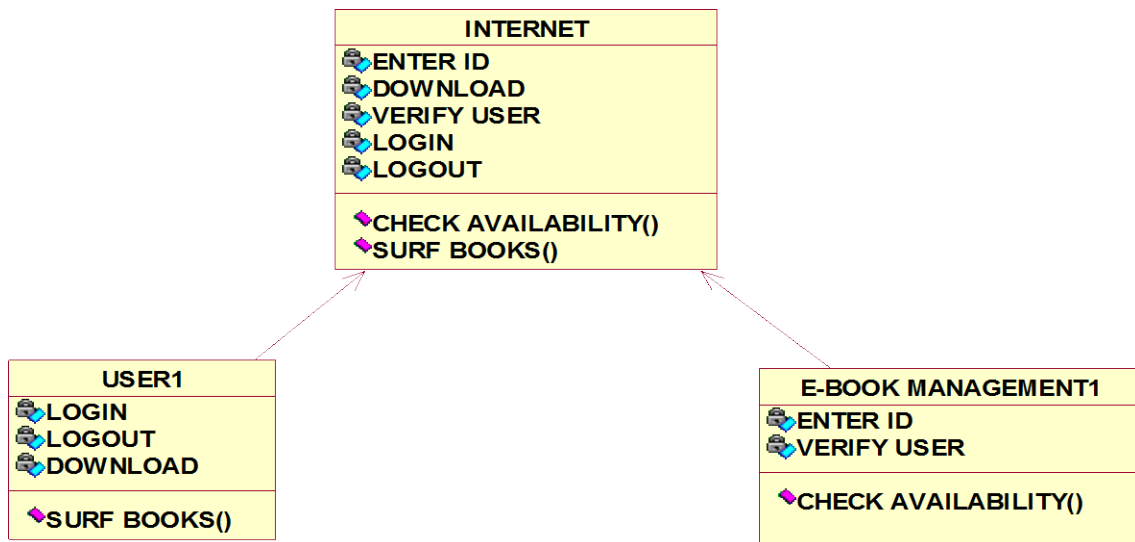 INTERNET
ENTER ID
DOWNLOAD
VERIFY USER
LOGIN
LOGOUT
CHECK AVAILABILITY()
SURF BOOKS()
USER1
LOGIN
LOGOUT
DOWNLOAD
SURF BOOKS()
E-BOOK MANAGEMENT1
ENTER ID
VERIFY USER
CHECK AVAILABILITY()